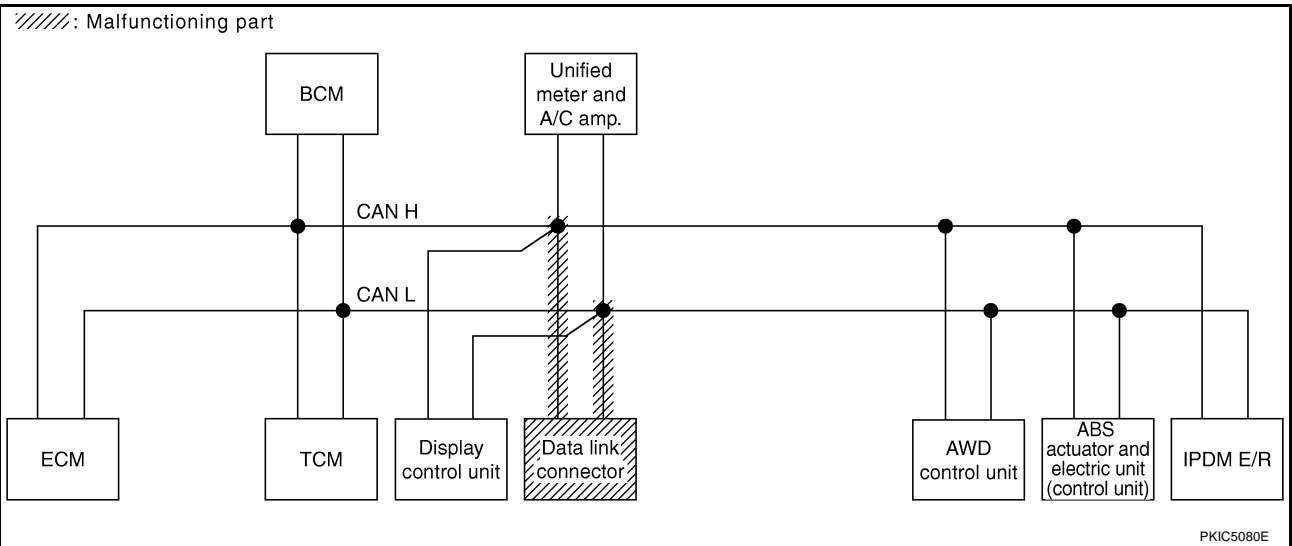 : Malfunctioning part
BCM
Unified
meter and
A/C amp.
CAN H
CAN L
ECM
TCM
Display
control unit
Data link
connector
AWD
control unit
ABS
actuator and
electric unit
(control unit)
IPDM E/R
PKIC5080E